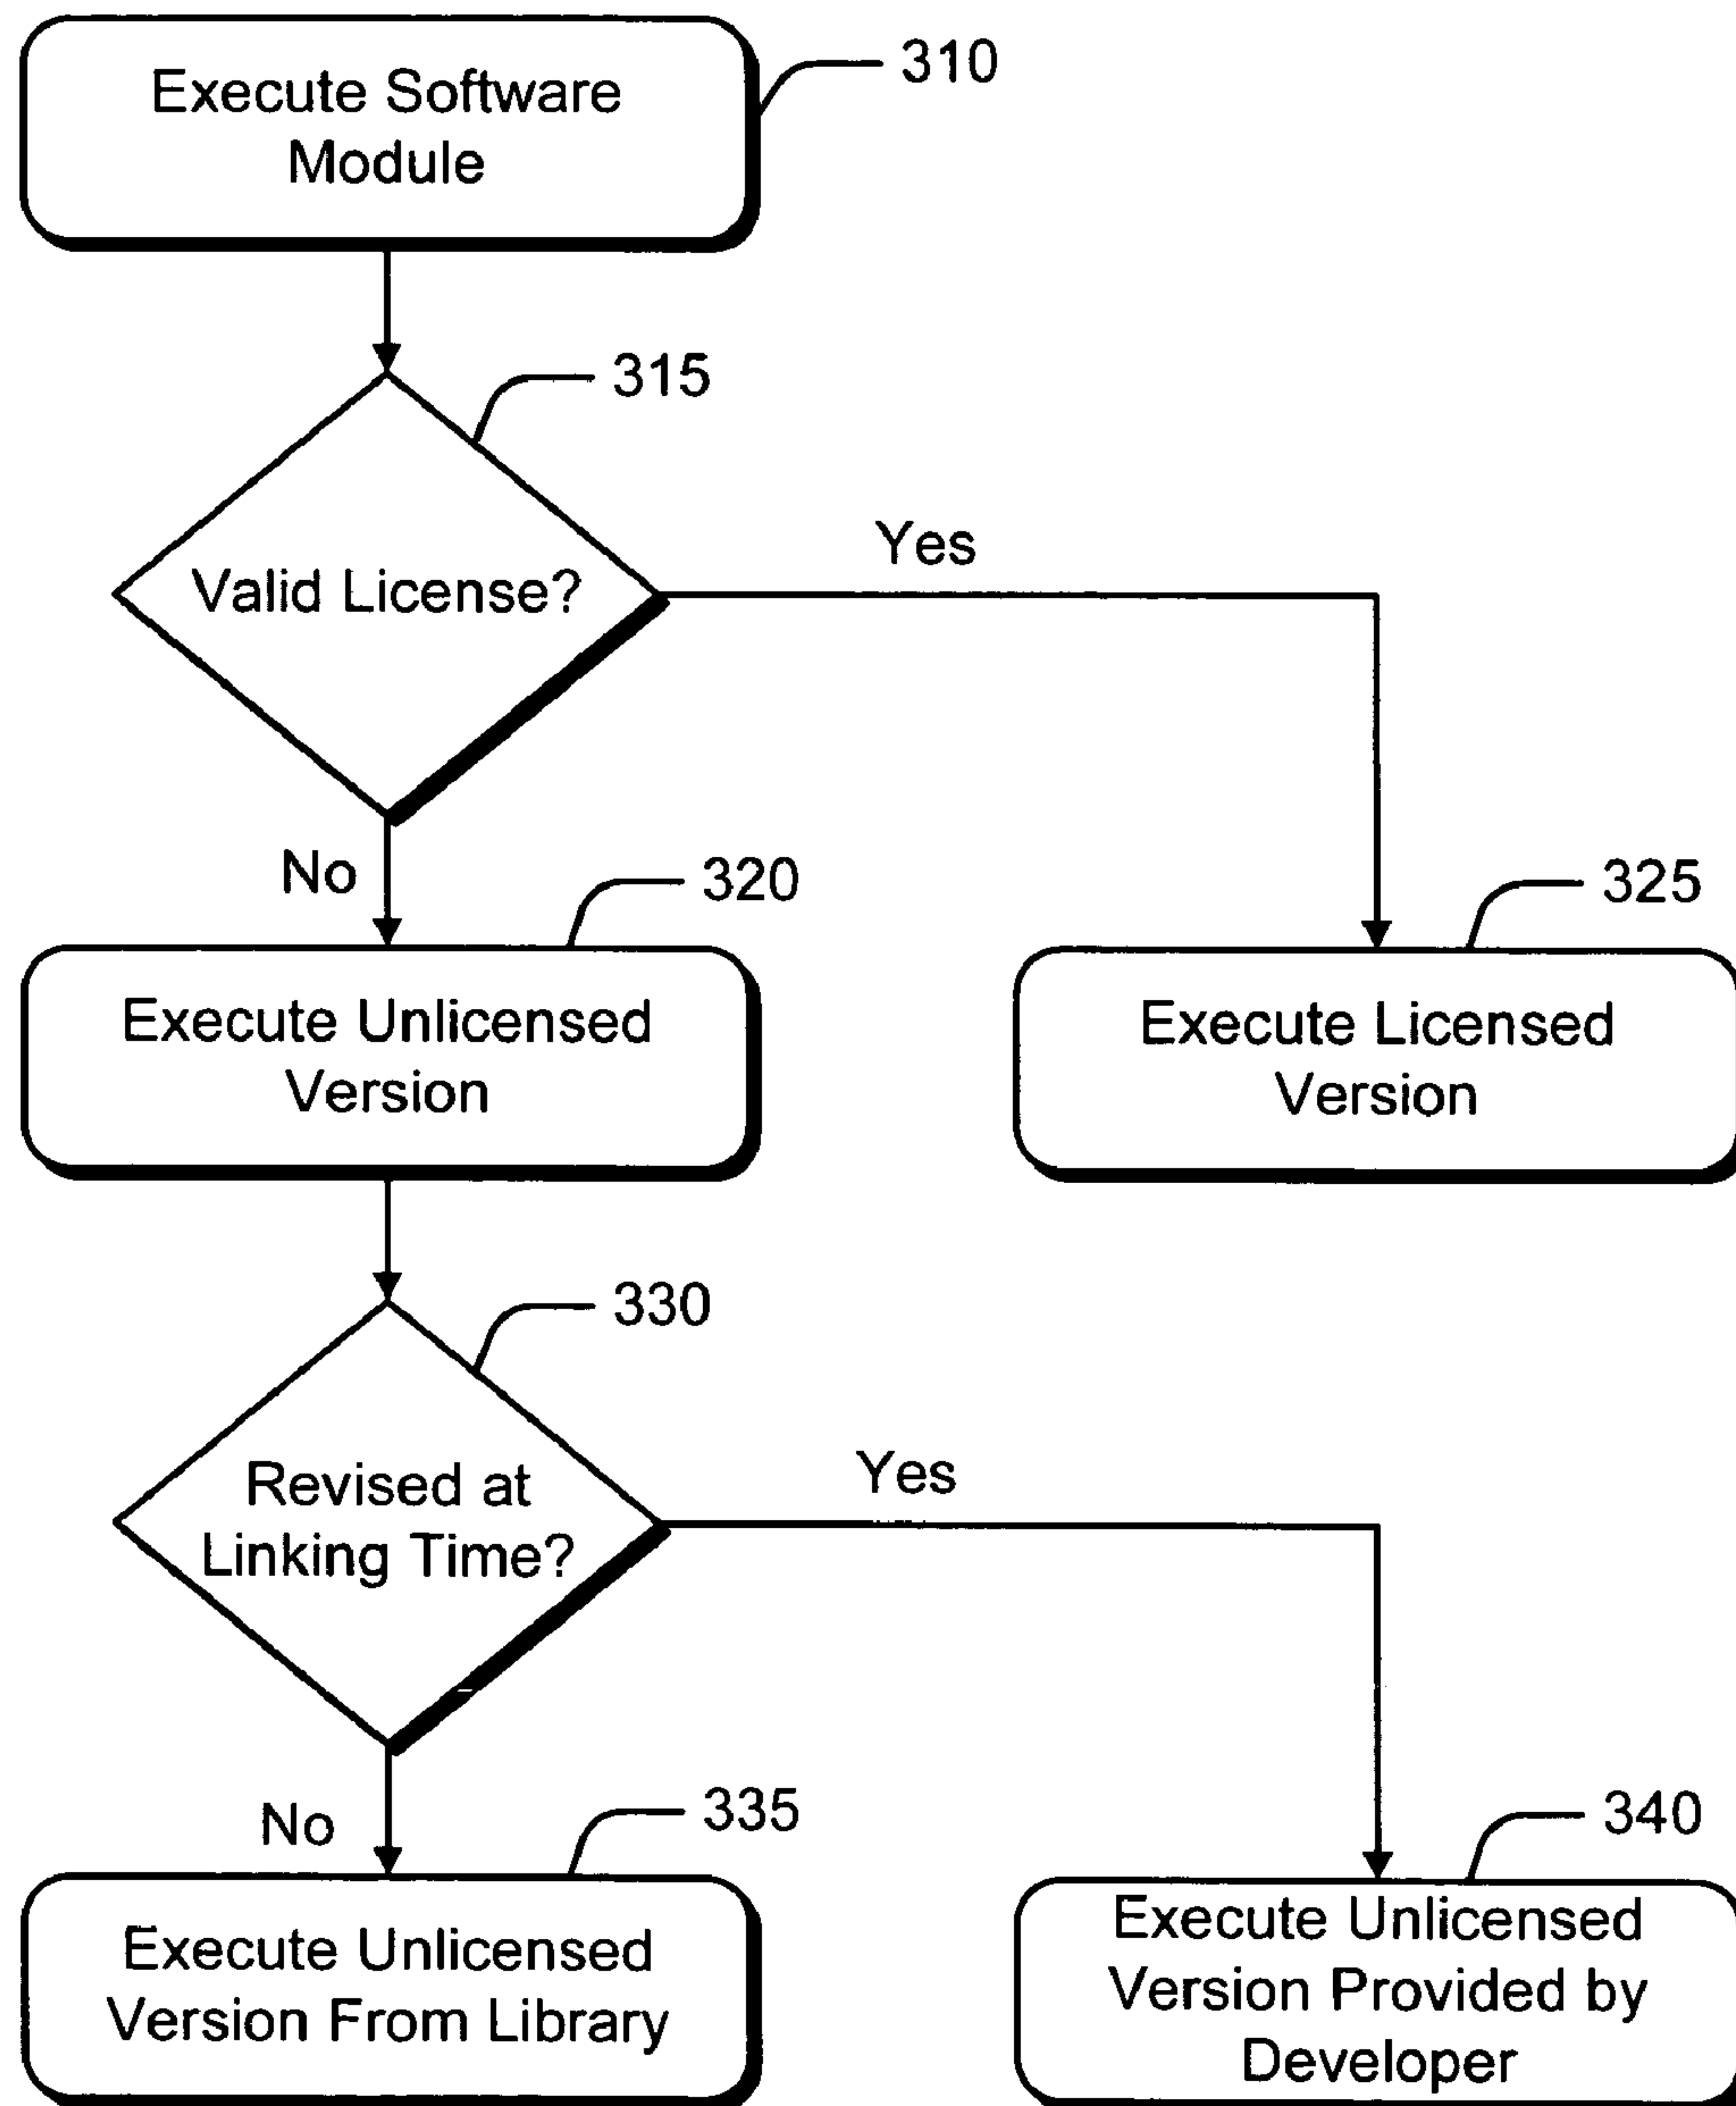 Execute Software
Module
310
315
Valid License?
Yes
No
320
325
Execute Unlicensed
Version
Execute Licensed
Version
330
Revised at
Linking Time?
Yes
No
335
340
Execute Unlicensed
Version From Library
Execute Unlicensed
Version Provided by
Developer